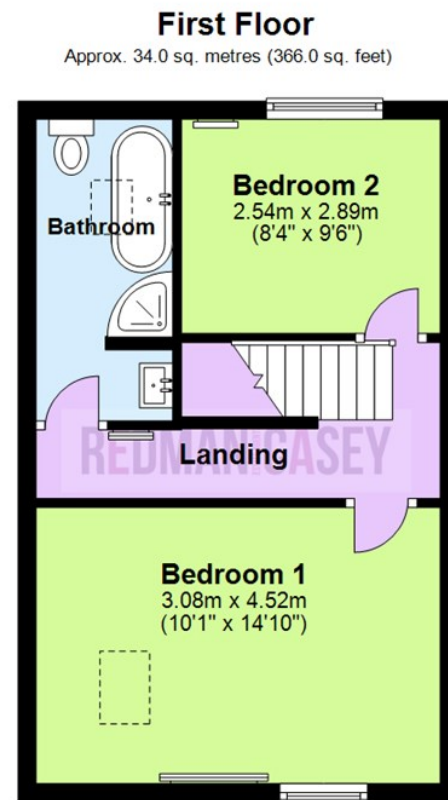 First Floor
Approx. 34.0 sq. metres (366.0 sq. feet)
Bedroom 2
2.54m x 2.89m
(8'4" x 9'6")
Bathroom
REDMAN CASEY
Landing
Bedroom 1
3.08m x 4.52m
(10'1" x 14'10")